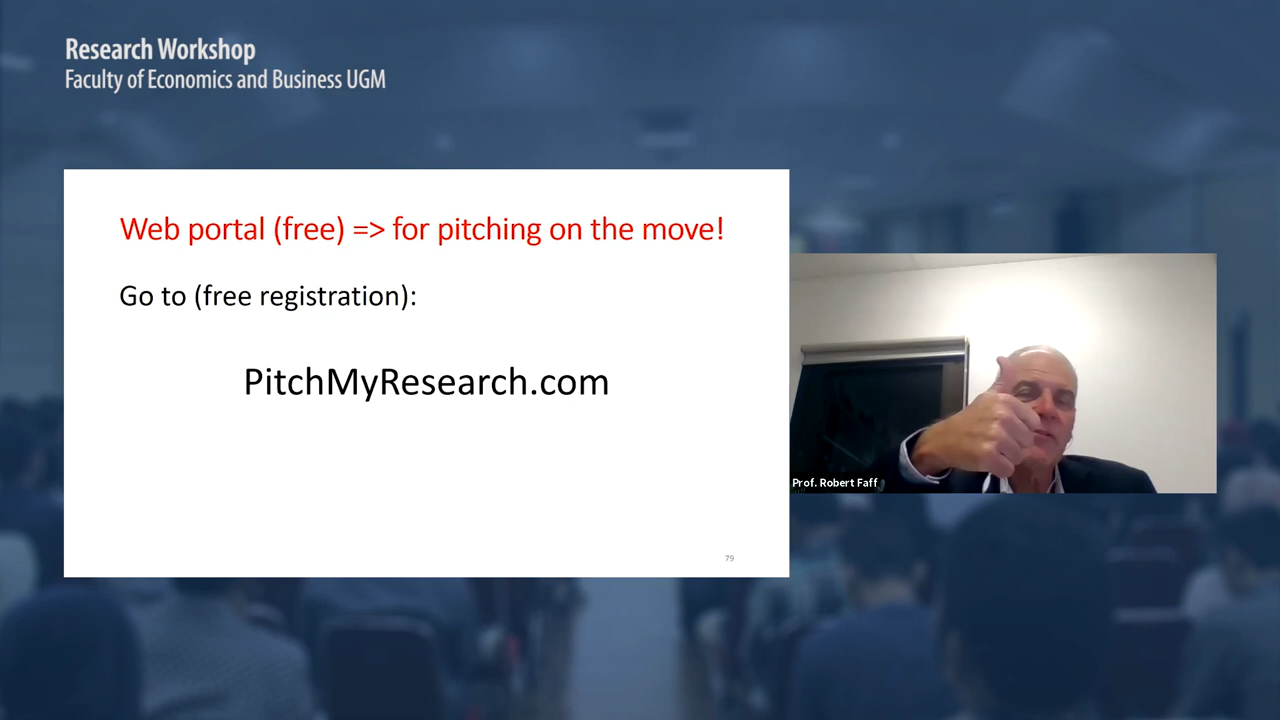 Research Workshop
Faculty of Economics and Business UGM
Web portal (free) => for pitching on the move!
Go to (free registration):
PitchMyResearch.com
79
Prof. Robert Faff